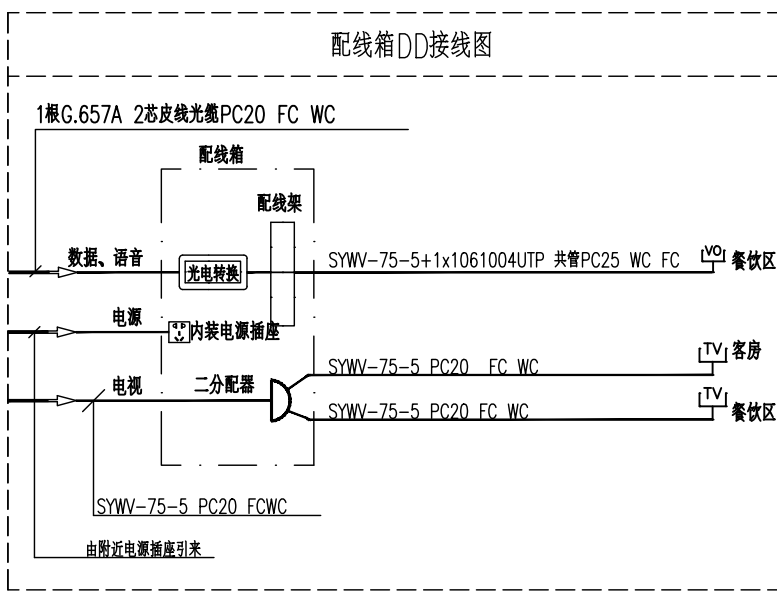 配线箱DD接线图
1根G.657A 2芯皮线光缆PC20 FC WC
配线箱
配线架
数据、语音
光电转换
SYWV-75-5+1x1061004UTP 共管PC25 WC FC
VO
餐饮区
电源
内装电源插座
SYWV-75-5 PC20 FC WC
TV
客房
电视
二分配器
SYWV-75-5 PC20 FC WC
TV
餐饮区
SYWV-75-5 PC20 FCWC
由附近电源插座引来